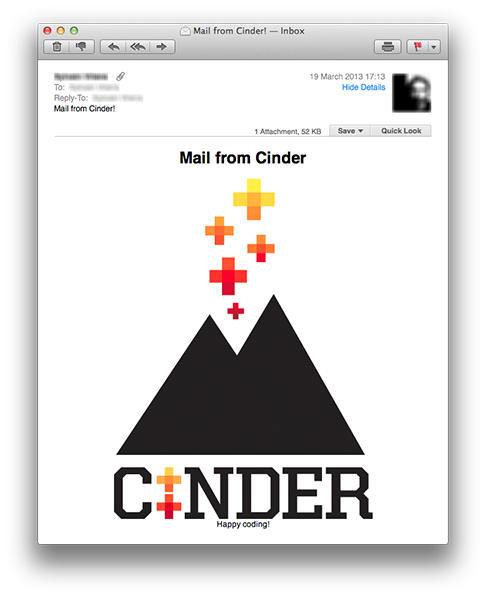 Mail from Cinder! — Inbox
19 March 2013 17:13
To:
Hide Details
Reply-To:
Mail from Cinder!
1 Attachment, 52 KB
Save
Quick Look
Mail from Cinder
CINDER
Happy coding!